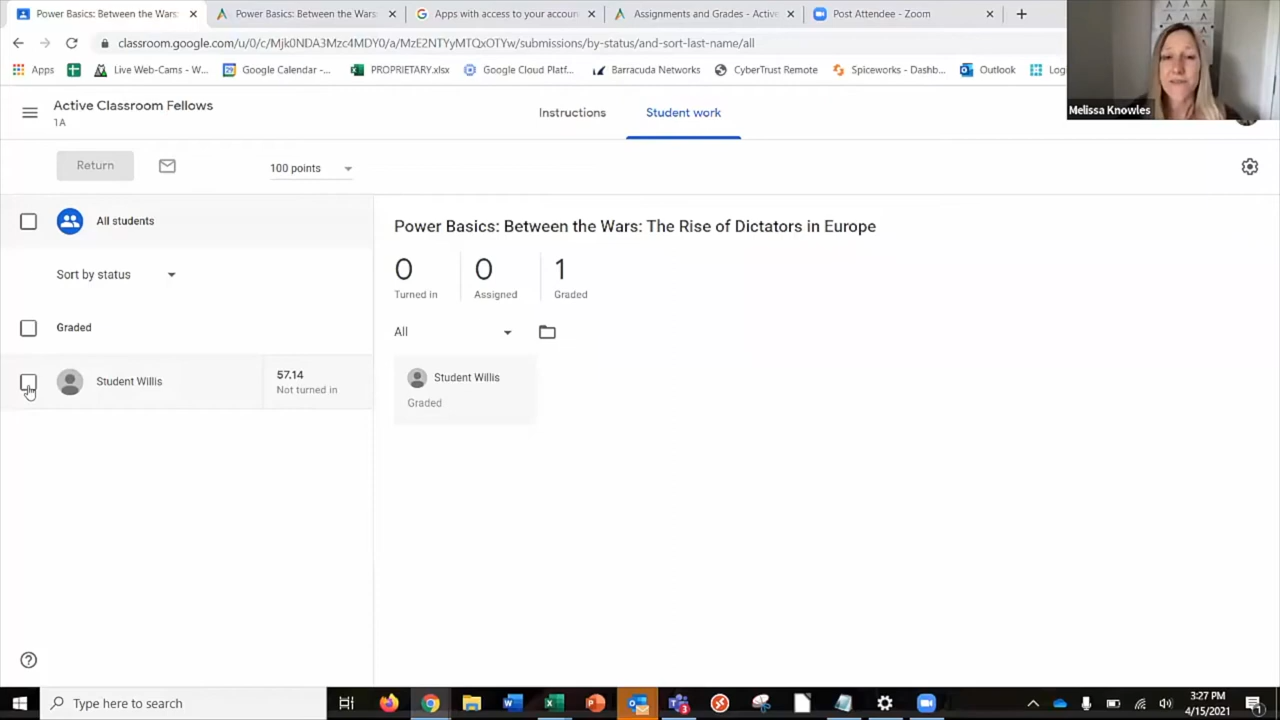 Power Basics: Between the Wars:
Power Basics: Between the Wars:
Apps with access to your accoun
Assignments and Grades - Active
Post Attendee - Zoom
classroom.google.com/u/0/c/Mjk0NDA3Mzc4MDY0/a/MzE2NTYyMTQxOTYw/submissions/by-status/and-sort-last-name/all
Apps
Live Web-Cams - W...
Google Calendar -...
PROPRIETARY.xlsx
Google Cloud Platf...
Barracuda Networks
CyberTrust Remote
Spiceworks - Dashb...
Outlook
Log
Melissa Knowles
Active Classroom Fellows
1A
Instructions
Student work
Return
100 points
All students
Sort by status
Graded
Student Willis
57.14
Not turned in
Power Basics: Between the Wars: The Rise of Dictators in Europe
0
Turned in
0
Assigned
1
Graded
All
Student Willis
Graded
Type here to search
3:27 PM
4/15/2021